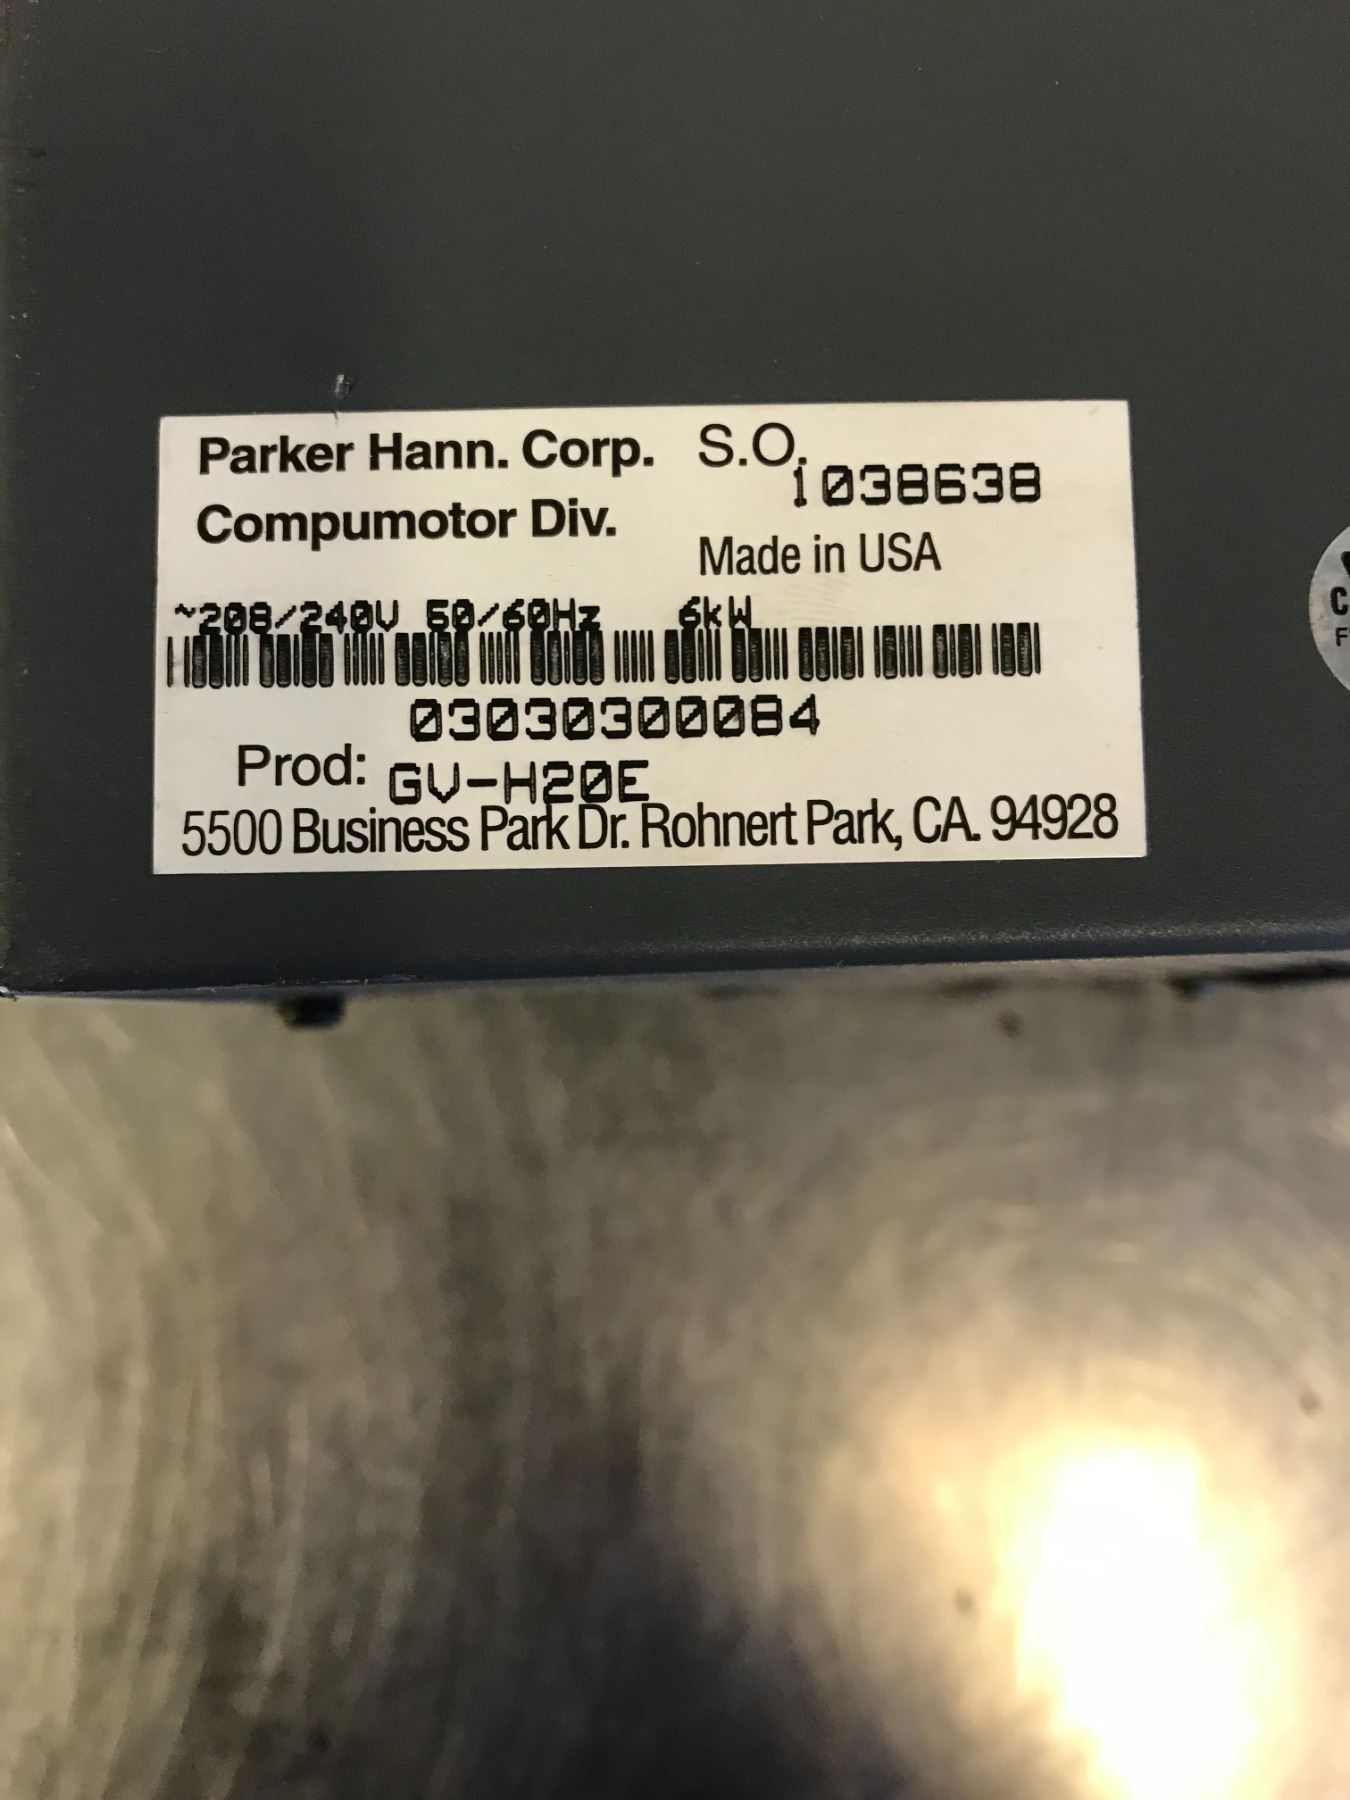 Parker Hann. Corp. S.O. 1038638
Compumotor Div.
Made in USA
~208/240V 50/60Hz 6kW
03030300084
Prod: GV-H20E
5500 Business Park Dr. Rohnert Park, CA. 94928